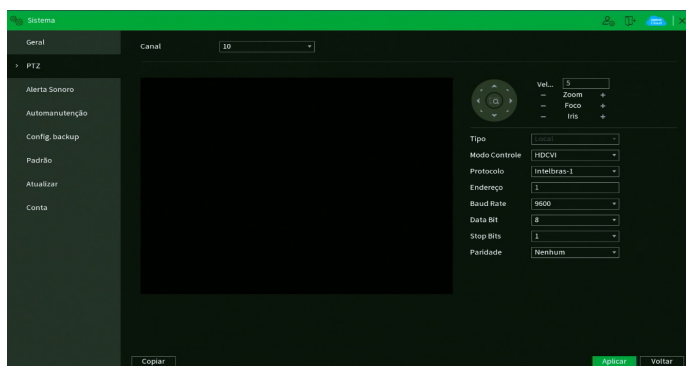 Sistema
Geral
PTZ
Alerta Sonoro
Automanutenção
Config. backup
Padrão
Atualizar
Conta
Canal 10
Vel... 5
− Zoom +
− Foco +
− Iris +
Tipo Local
Modo Controle HDCVI
Protocolo Intelbras-1
Endereço 1
Baud Rate 9600
Data Bit 8
Stop Bits 1
Paridade Nenhum
Copiar
Aplicar
Voltar